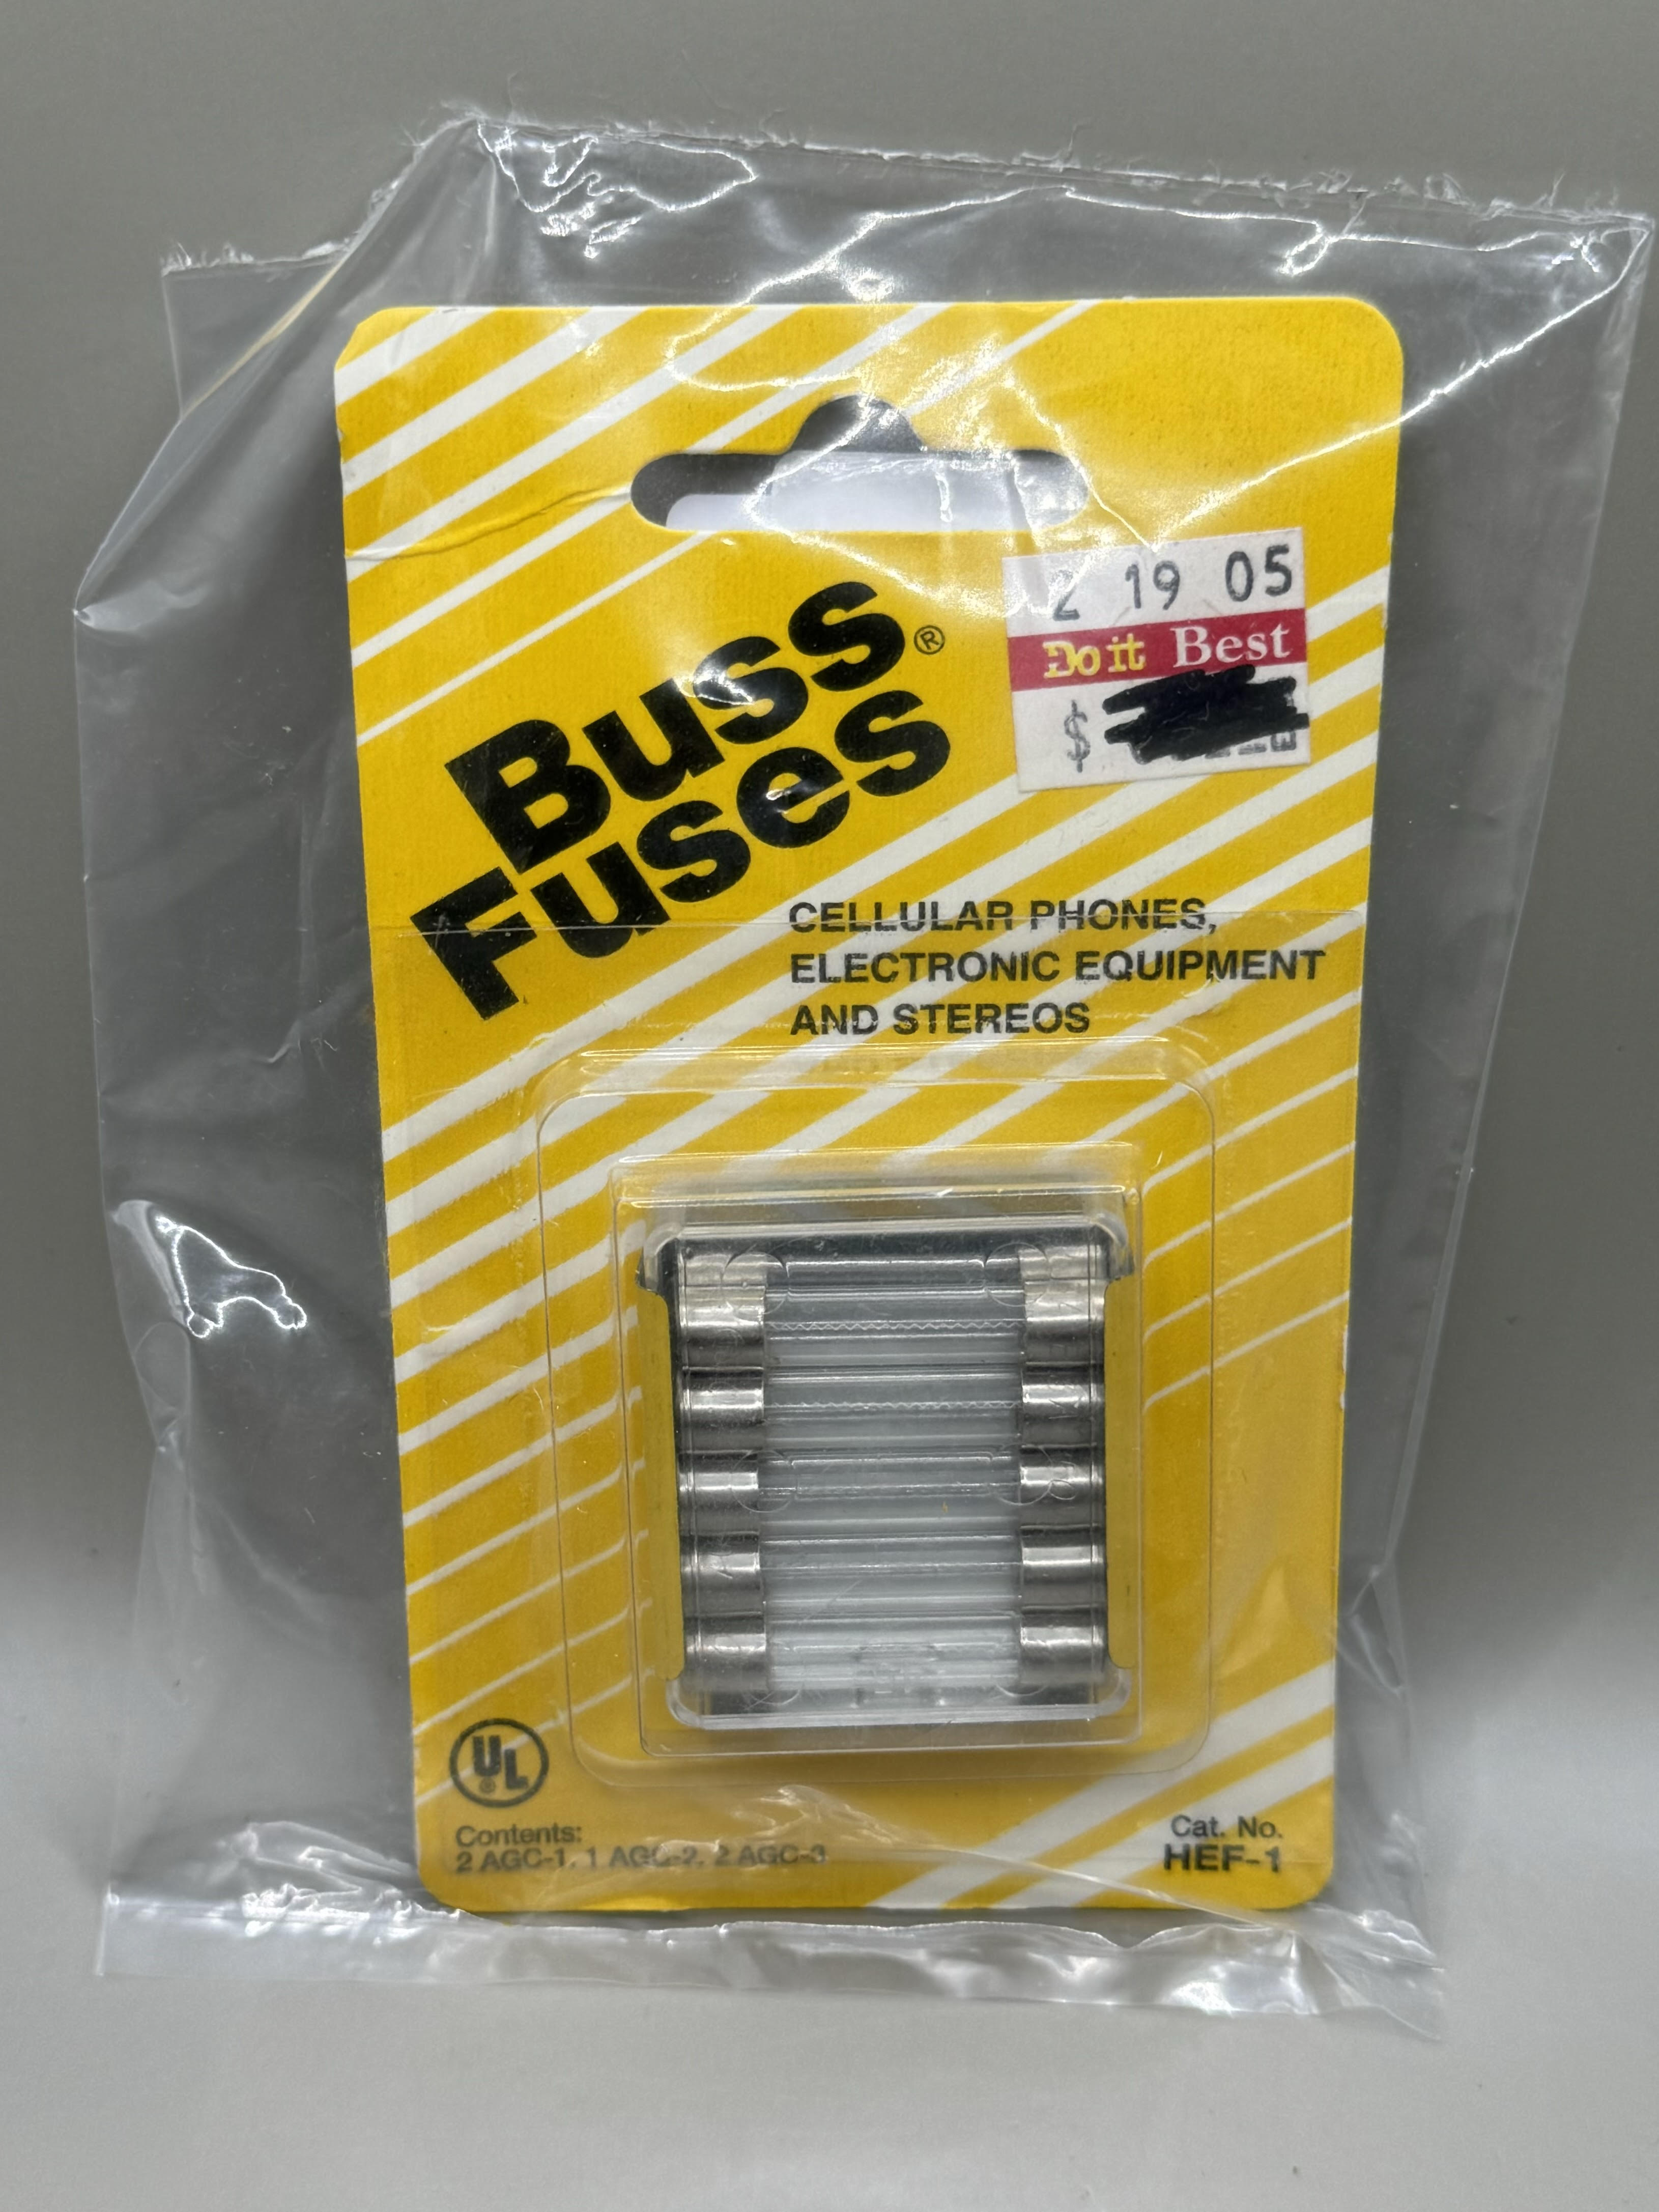 2 19 05
Do it Best
$
Buss®
Fuses
CELLULAR PHONES,
ELECTRONIC EQUIPMENT
AND STEREOS
UL®
Contents:
2 AGC-1, 1 AGC-2, 2 AGC-3
Cat. No.
HEF-1